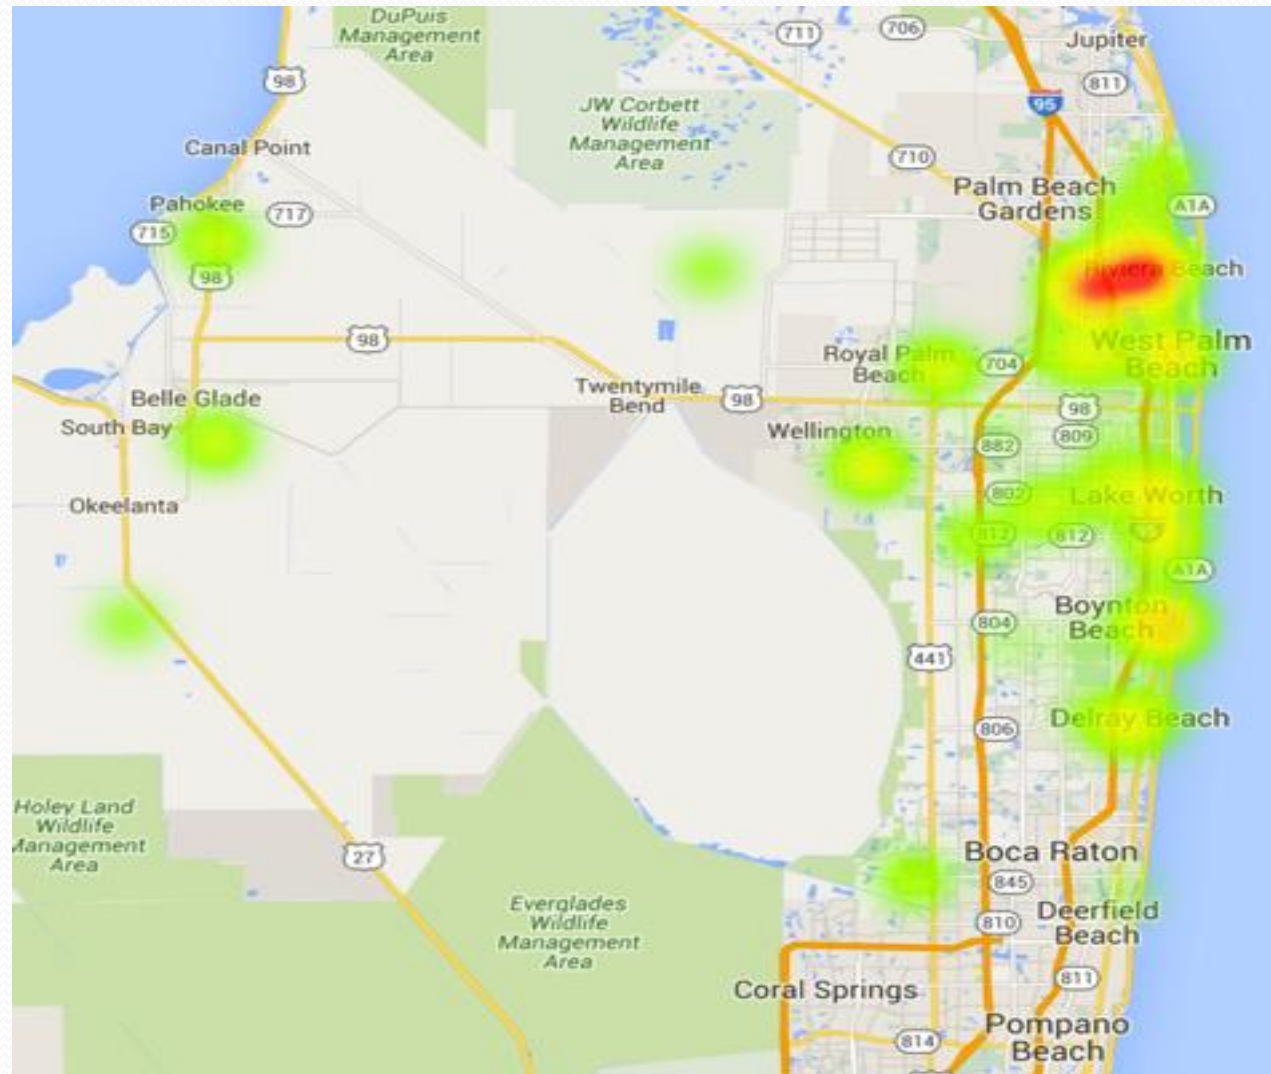 DuPuis
Management
Area
711
706
Jupiter
98
811
95
JW Corbett
Wildlife
Management
Area
Canal Point
710
Palm Beach
Gardens
Pahokee
717
A1A
715
98
Riviera Beach
98
West Palm
Beach
Royal Palm
Beach
704
Twentymile
Bend
98
98
Belle Glade
South Bay
Wellington
809
882
Okeelanta
802
Lake Worth
812
812
A1A
Boynton
Beach
804
441
Delray Beach
806
Holey Land
Wildlife
Management
Area
27
Boca Raton
845
Everglades
Wildlife
Management
Area
810
Deerfield
Beach
811
Coral Springs
Pompano
Beach
814